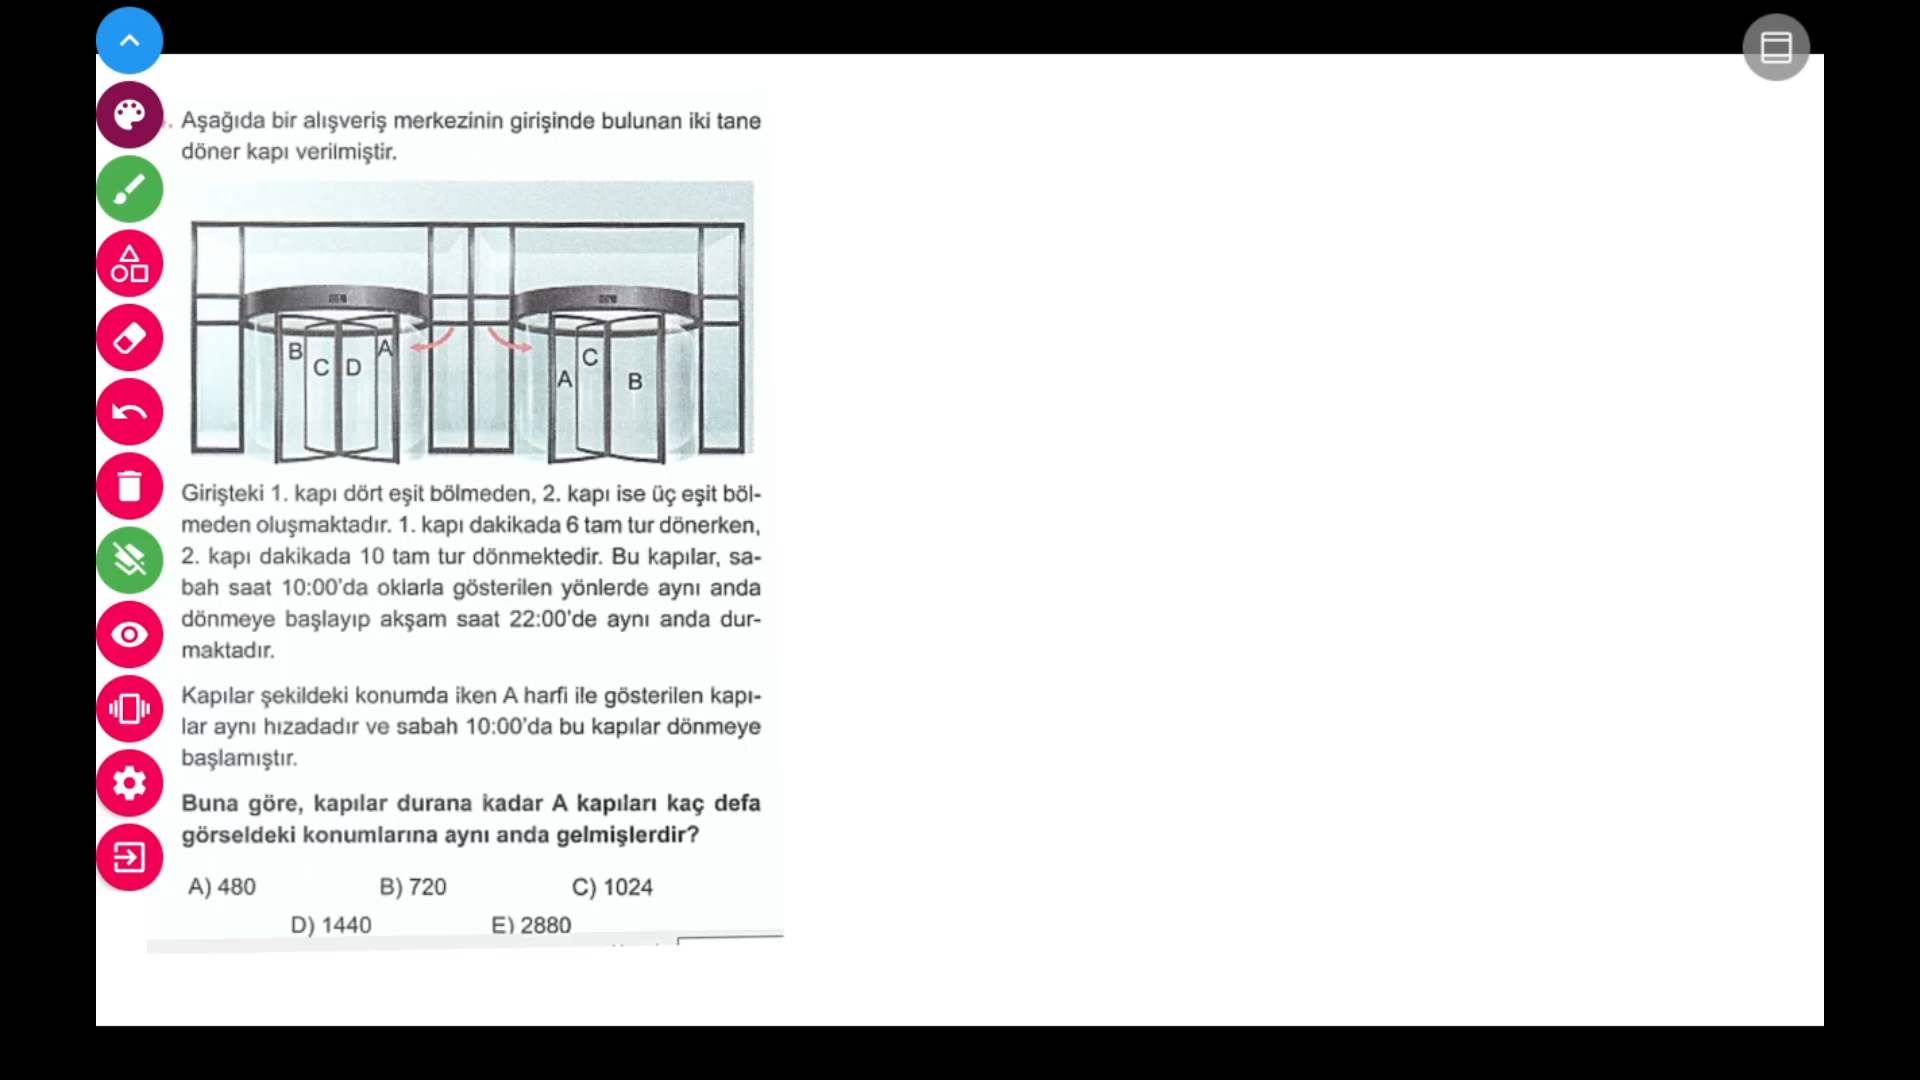 Aşağıda bir alışveriş merkezinin girişinde bulunan iki tane
döner kapı verilmiştir.
B
C
D
A
A
C
B
Girişteki 1. kapı dört eşit bölmeden, 2. kapı ise üç eşit böl-
meden oluşmaktadır. 1. kapı dakikada 6 tam tur dönerken,
2. kapı dakikada 10 tam tur dönmektedir. Bu kapılar, sa-
bah saat 10:00'da oklarla gösterilen yönlerde aynı anda
dönmeye başlayıp akşam saat 22:00'de aynı anda dur-
maktadır.
Kapılar şekildeki konumda iken A harfi ile gösterilen kapı-
lar aynı hizadadır ve sabah 10:00'da bu kapılar dönmeye
başlamıştır.
Buna göre, kapılar durana kadar A kapıları kaç defa
görseldeki konumlarına aynı anda gelmişlerdir?
A) 480 B) 720 C) 1024
D) 1440 E) 2880